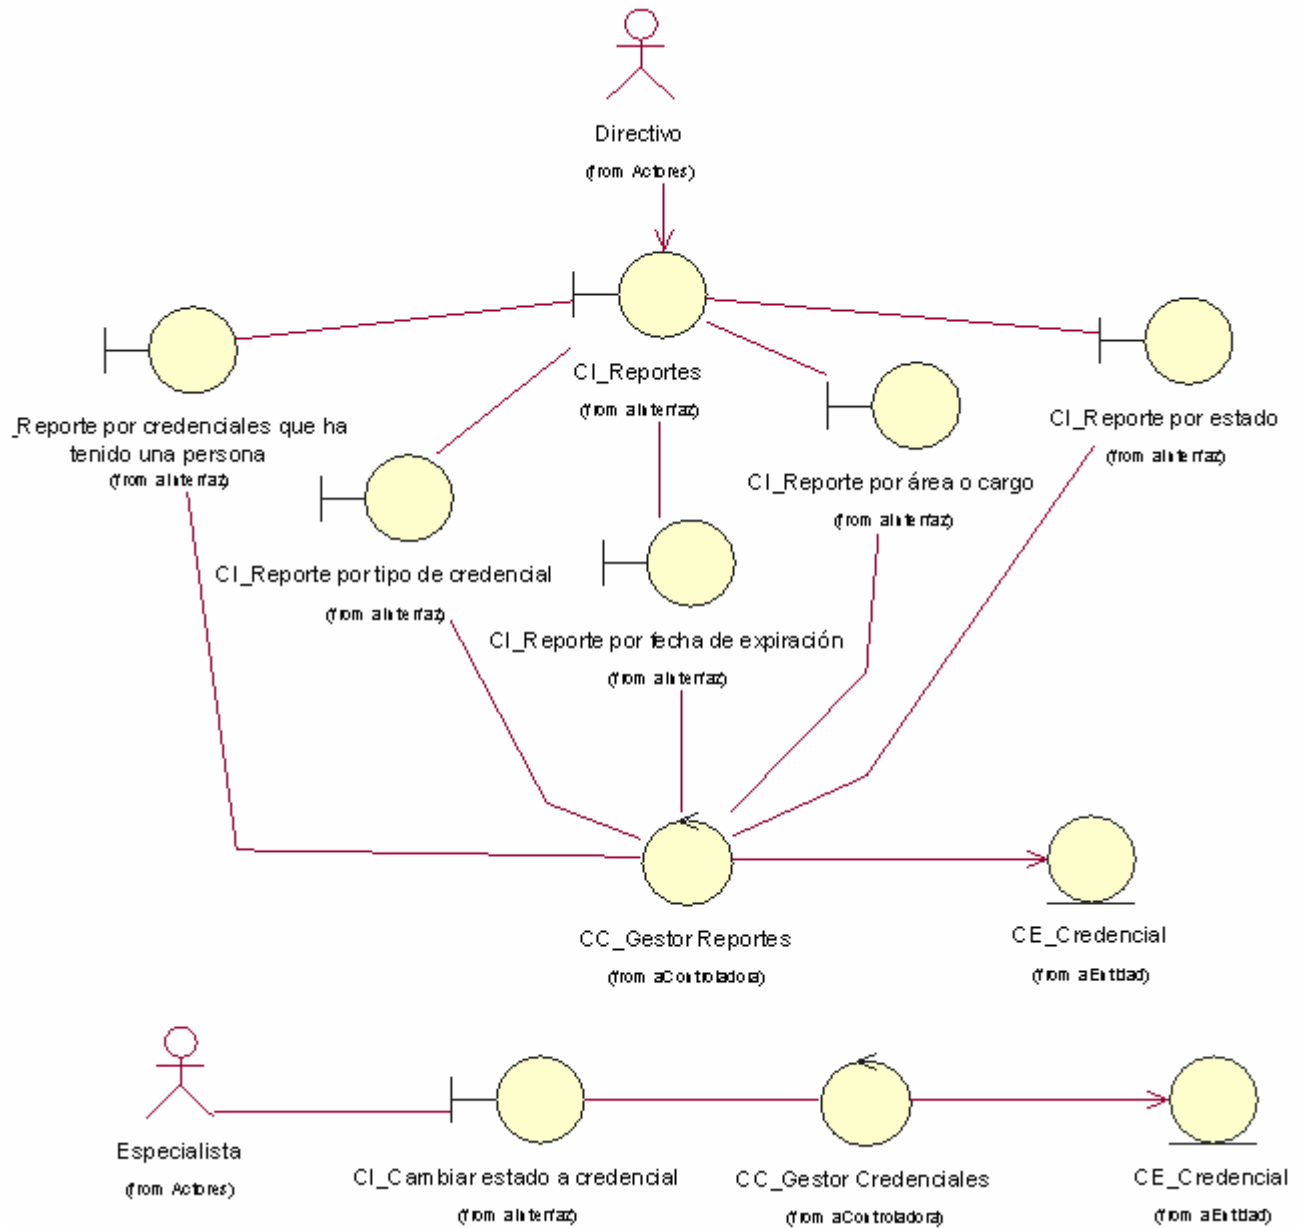 Directivo
(from Actores)
CI_Reportes
(from aInterfaz)
_Reporte por credenciales que ha
tenido una persona
(from aInterfaz)
CI_Reporte por estado
(from aInterfaz)
CI_Reporte por área o cargo
(from aInterfaz)
CI_Reporte por tipo de credencial
(from aInterfaz)
CI_Reporte por fecha de expiración
(from aInterfaz)
CC_Gestor Reportes
(from aControladora)
CE_Credencial
(from aEntidad)
Especialista
(from Actores)
CI_Cambiar estado a credencial
(from aInterfaz)
CC_Gestor Credenciales
(from aControladora)
CE_Credencial
(from aEntidad)